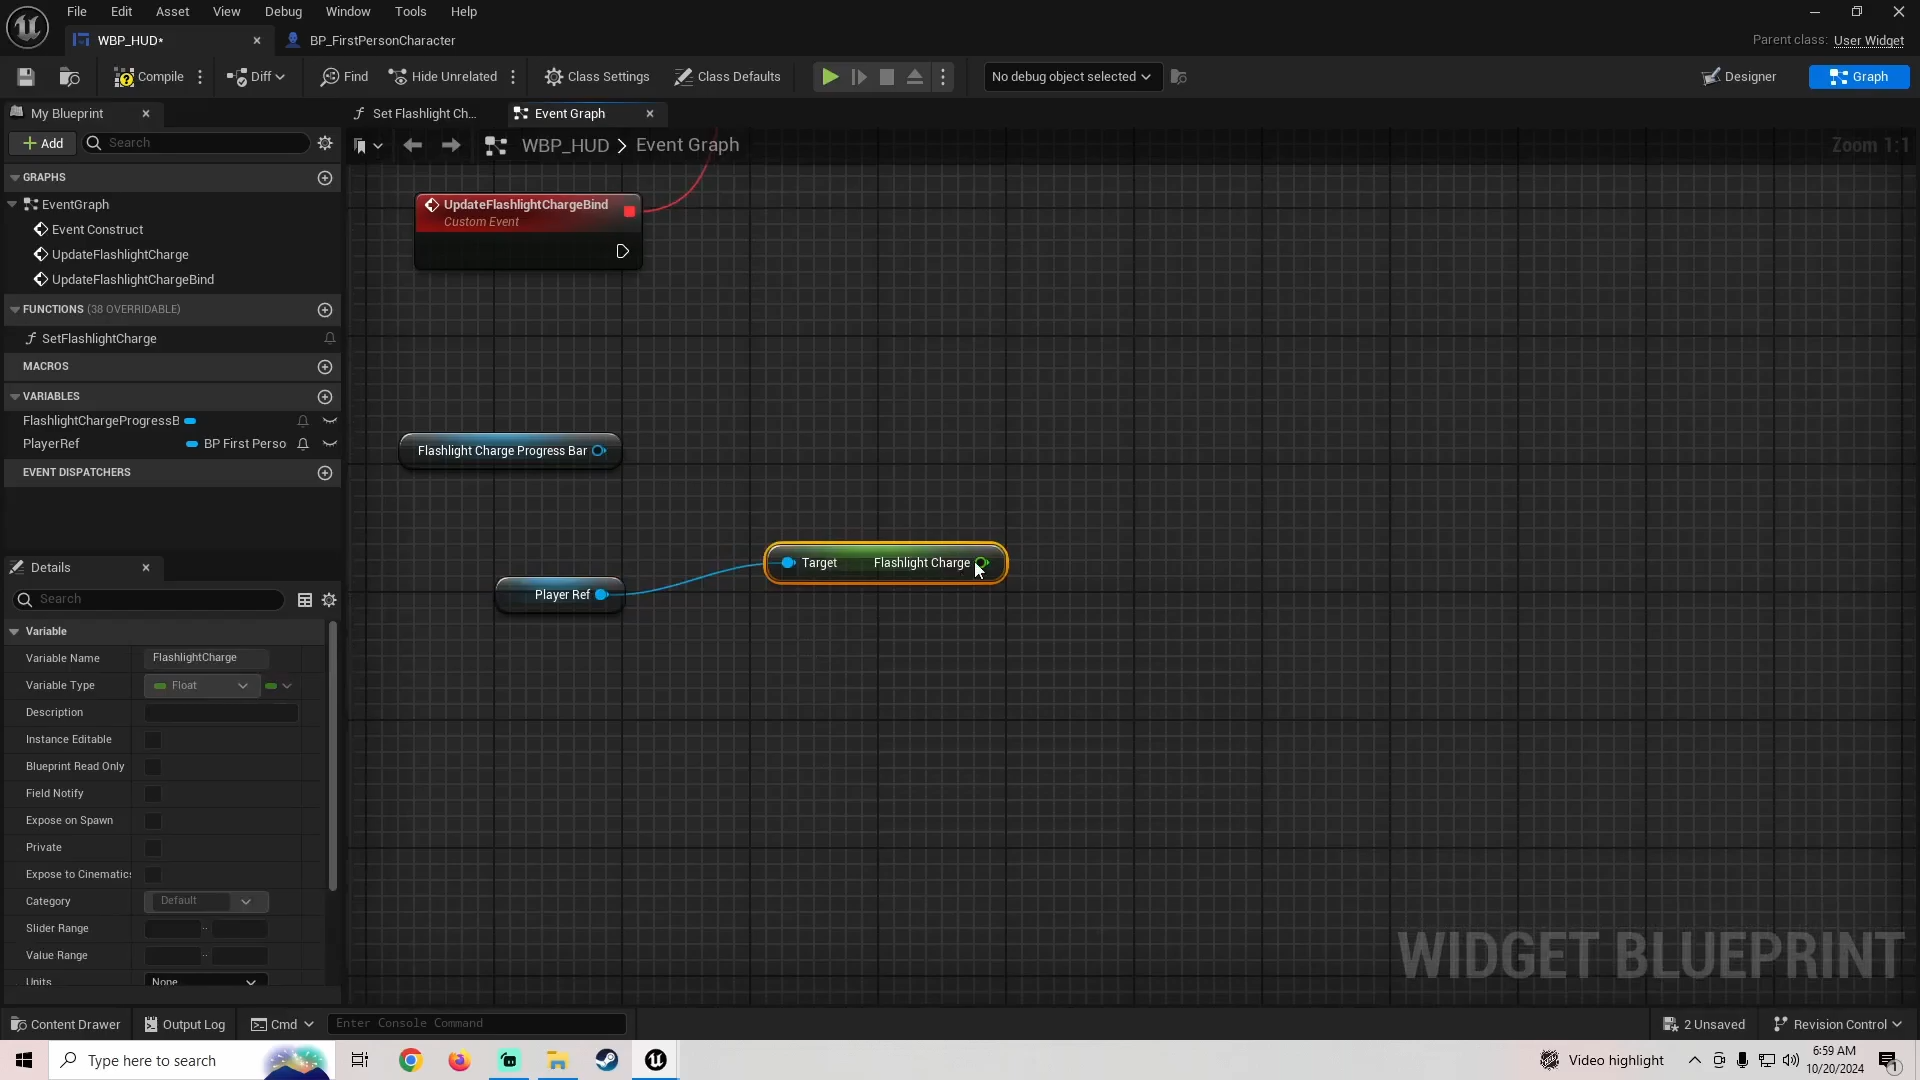 File Edit Asset View Debug Window Tools Help
WBP_HUD*
BP_FirstPersonCharacter
Parent class: User Widget
Compile
Diff
Find
Hide Unrelated
Class Settings
Class Defaults
No debug object selected
Designer
Graph
My Blueprint
Set Flashlight Ch...
Event Graph
Add
Search
WBP_HUD > Event Graph
Zoom 1:1
GRAPHS
EventGraph
Event Construct
UpdateFlashlightCharge
UpdateFlashlightChargeBind
FUNCTIONS (38 OVERRIDABLE)
SetFlashlightCharge
MACROS
VARIABLES
FlashlightChargeProgressB
PlayerRef
BP First Perso
EVENT DISPATCHERS
UpdateFlashlightChargeBind
Custom Event
Flashlight Charge Progress Bar
Target
Flashlight Charge
Player Ref
Details
Search
Variable
Variable Name
FlashlightCharge
Variable Type
Float
Description
Instance Editable
Blueprint Read Only
Field Notify
Expose on Spawn
Private
Expose to Cinematics
Category
Default
Slider Range
Value Range
Units
None
WIDGET BLUEPRINT
Content Drawer
Output Log
Cmd
Enter Console Command
2 Unsaved
Revision Control
Type here to search
Video highlight
6:59 AM
10/20/2024
1